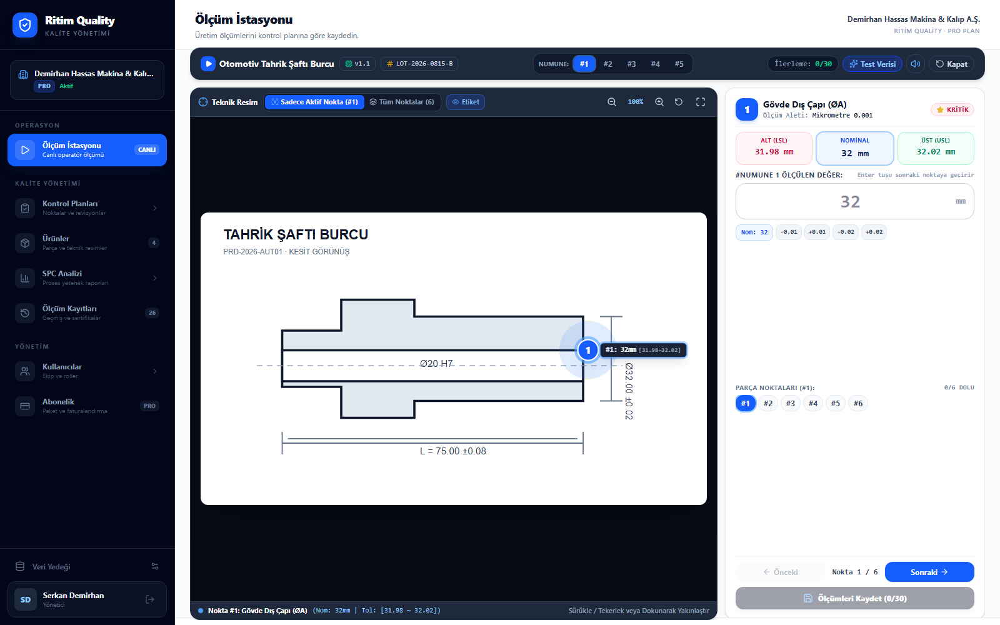 Ritim Quality
KALİTE YÖNETİMİ
Demirhan Hassas Makina & Kalı...
PRO Aktif
OPERASYON
Ölçüm İstasyonu
Canlı operatör ölçümü
CANLI
KALİTE YÖNETİMİ
Kontrol Planları
Noktalar ve revizyonlar
Ürünler
Parça ve teknik resimler
4
SPC Analizi
Proses yetenek raporları
Ölçüm Kayıtları
Geçmiş ve sertifikalar
26
YÖNETİM
Kullanıcılar
Ekip ve roller
Abonelik
Paket ve faturalandırma
PRO
Veri Yedeği
SD
Serkan Demirhan
Yönetici
Ölçüm İstasyonu
Üretim ölçümlerini kontrol planına göre kaydedin.
Demirhan Hassas Makina & Kalıp A.Ş.
RİTİM QUALITY · PRO PLAN
Otomotiv Tahrik Şaftı Burcu v1.1 # LOT-2026-0815-B
NUMUNE: #1 #2 #3 #4 #5
İlerleme: 0/30 Test Verisi Kapat
Teknik Resim Sadece Aktif Nokta (#1) Tüm Noktalar (6) Etiket
100%
TAHRİK ŞAFTI BURCU
PRD-2026-AUT01 · KESİT GÖRÜNÜŞ
1 #1: 32mm [31.98~32.02]
Ø20 H7
Ø32.00 ±0.02
L = 75.00 ±0.08
Nokta #1: Gövde Dış Çapı (ØA) (Nom: 32mm | Tol: [31.98 ~ 32.02])
Sürükle / Tekerlek veya Dokunarak Yakınlaştır
1
Gövde Dış Çapı (ØA)
Ölçüm Aleti: Mikrometre 0.001
KRİTİK
ALT (LSL)
31.98 mm
NOMİNAL
32 mm
ÜST (USL)
32.02 mm
#NUMUNE 1 ÖLÇÜLEN DEĞER: Enter tuşu sonraki noktaya geçirir
32 mm
Nom: 32 -0.01 +0.01 -0.02 +0.02
PARÇA NOKTALARI (#1): 0/6 DOLU
#1 #2 #3 #4 #5 #6
← Önceki Nokta 1 / 6 Sonraki →
Ölçümleri Kaydet (0/30)